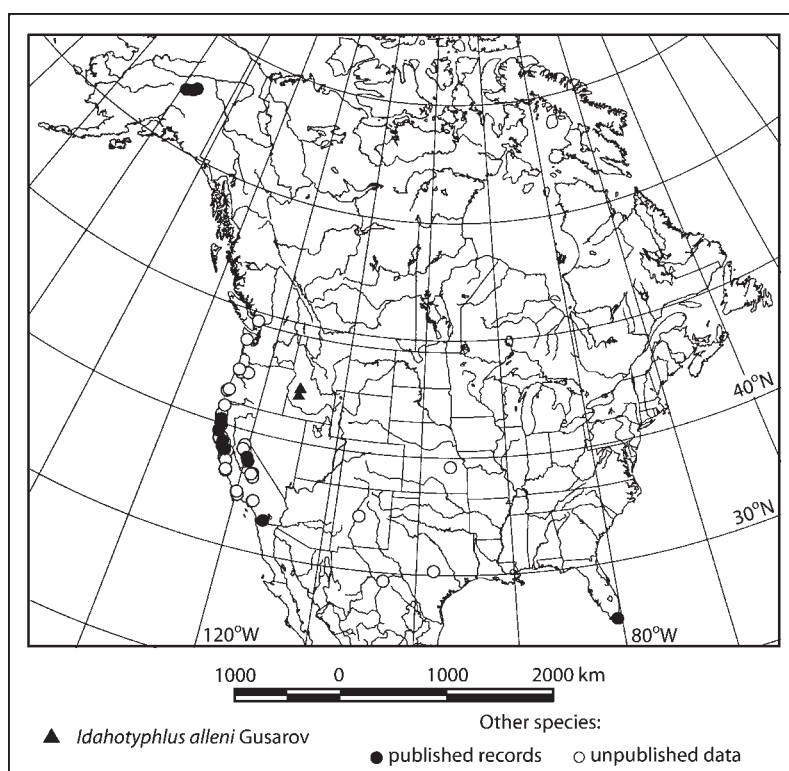 40°N
30°N
120°W
80°W
1000 0 1000 2000 km
Other species:
Idahotyphlus alleni Gusarov
published records unpublished data